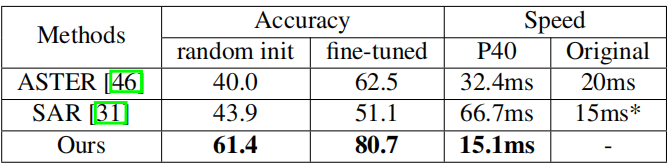 Methods Accuracy Speed
random init fine-tuned P40 Original
ASTER [46] 40.0 62.5 32.4ms 20ms
SAR [31] 43.9 51.1 66.7ms 15ms*
Ours 61.4 80.7 15.1ms -